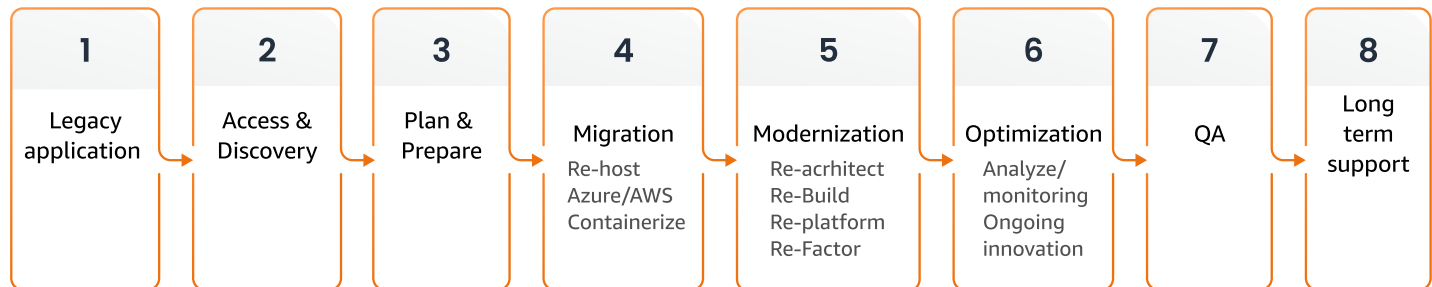 1
Legacy
application
2
Access &
Discovery
3
Plan &
Prepare
4
Migration
Re-host
Azure/AWS
Containerize
5
Modernization
Re-acrhitect
Re-Build
Re-platform
Re-Factor
6
Optimization
Analyze/
monitoring
Ongoing
innovation
7
QA
8
Long
term
support